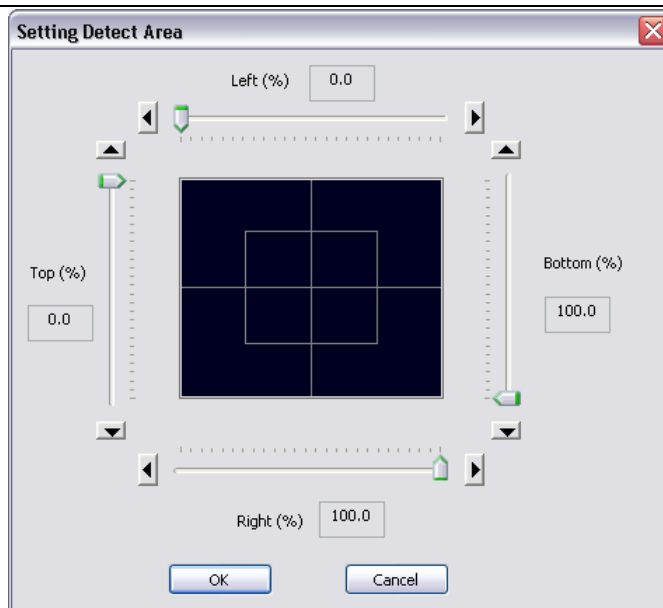 Setting Detect Area
Left (%) 0.0
Top (%)
0.0
Bottom (%)
100.0
Right (%) 100.0
OK Cancel